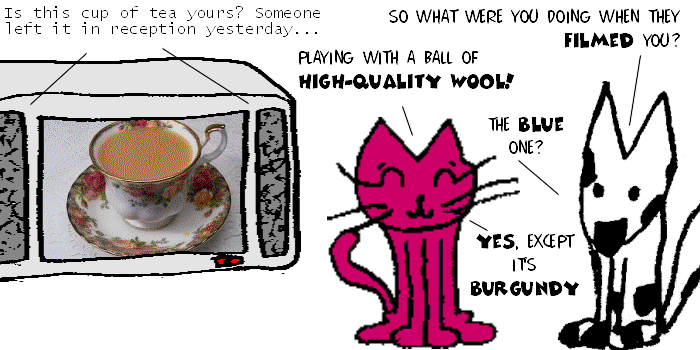 Is this cup of tea yours? Someone
left it in reception yesterday...
SO WHAT WERE YOU DOING WHEN THEY
FILMED YOU?
PLAYING WITH A BALL OF
HIGH-QUALITY WOOL!
THE BLUE
ONE?
YES, EXCEPT
IT'S
BURGUNDY